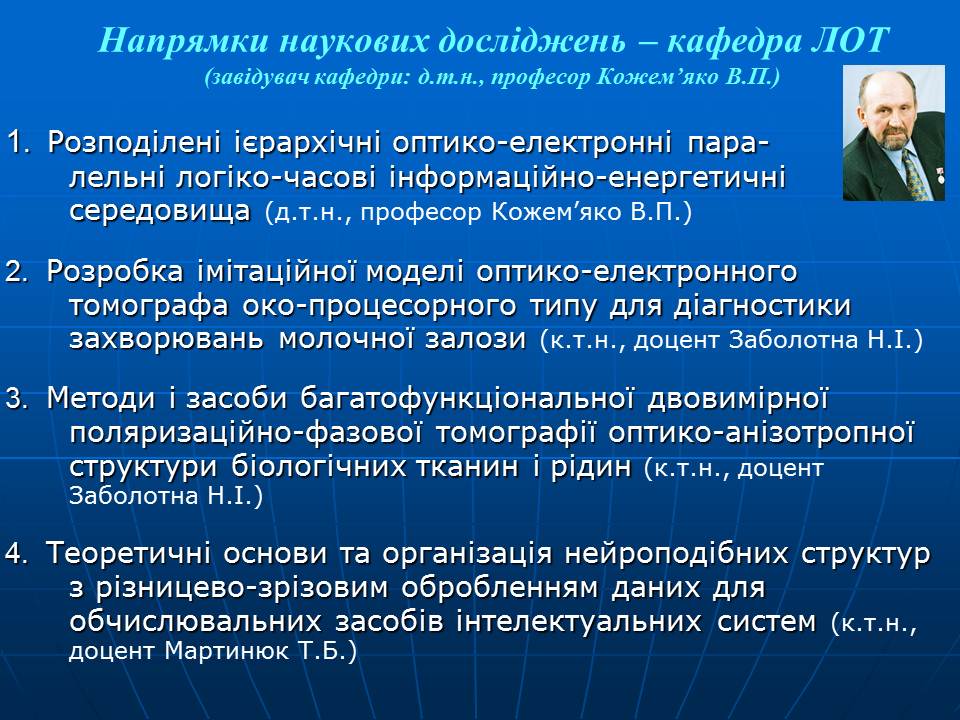 Напрямки наукових досліджень – кафедра ЛОТ
(завідувач кафедри: д.т.н., професор Кожем’яко В.П.)
1. Розподілені ієрархічні оптико-електронні пара-
лельні логіко-часові інформаційно-енергетичні
середовища (д.т.н., професор Кожем’яко В.П.)
2. Розробка імітаційної моделі оптико-електронного
томографа око-процесорного типу для діагностики
захворювань молочної залози (к.т.н., доцент Заболотна Н.І.)
3. Методи і засоби багатофункціональної двовимірної
поляризаційно-фазової томографії оптико-анізотропної
структури біологічних тканин і рідин (к.т.н., доцент
Заболотна Н.І.)
4. Теоретичні основи та організація нейроподібних структур
з різницево-зрізовим обробленням даних для
обчислювальних засобів інтелектуальних систем (к.т.н.,
доцент Мартинюк Т.Б.)